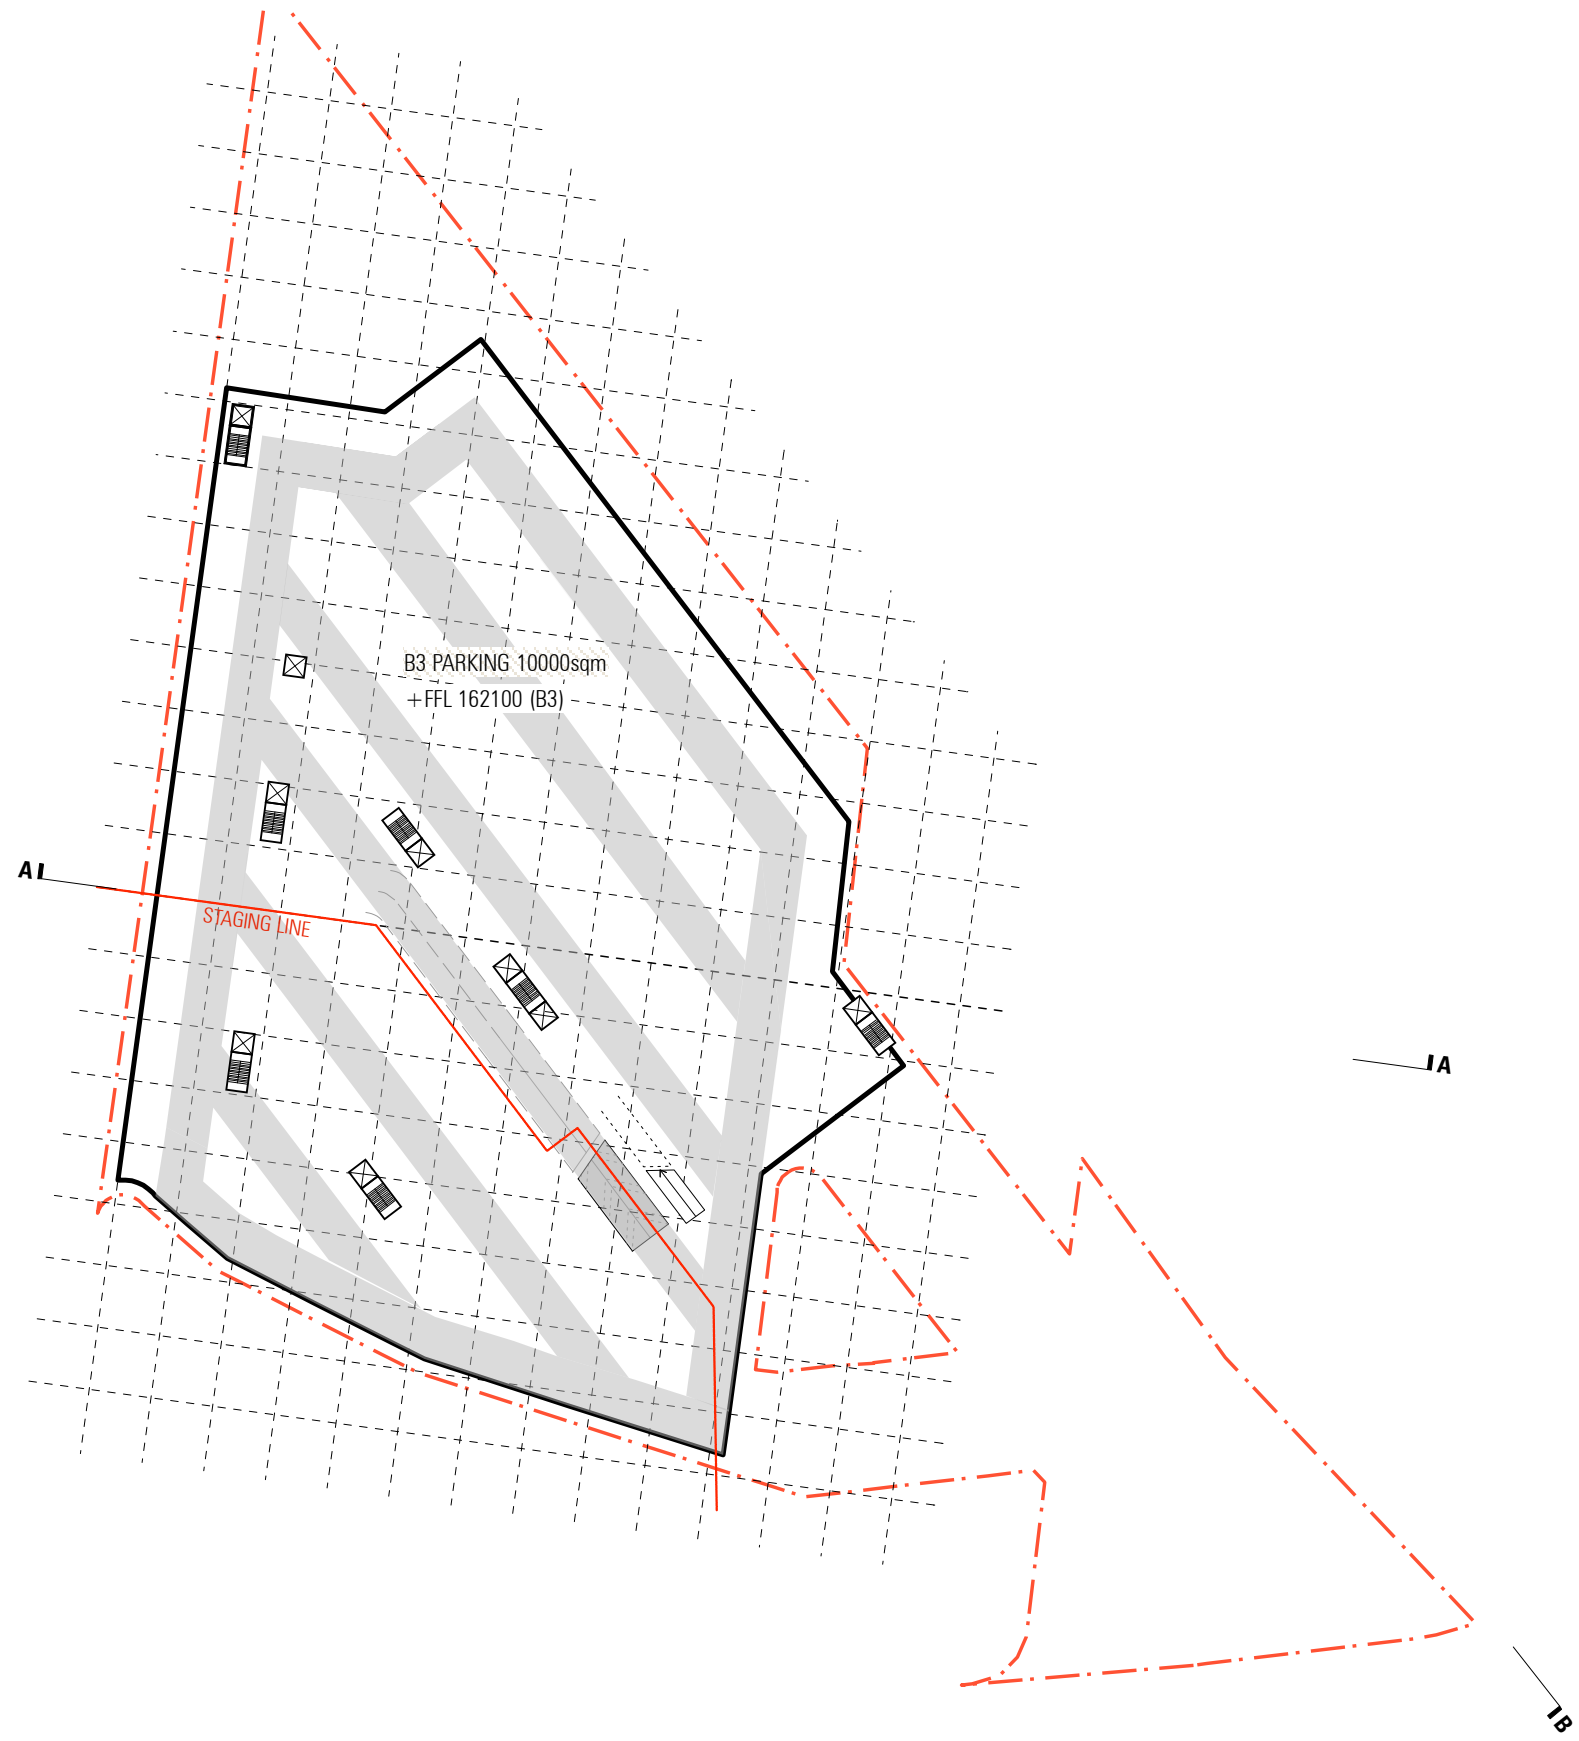 B3 PARKING 10000sqm
+FFL 162100 (B3)
A
STAGING LINE
A
B